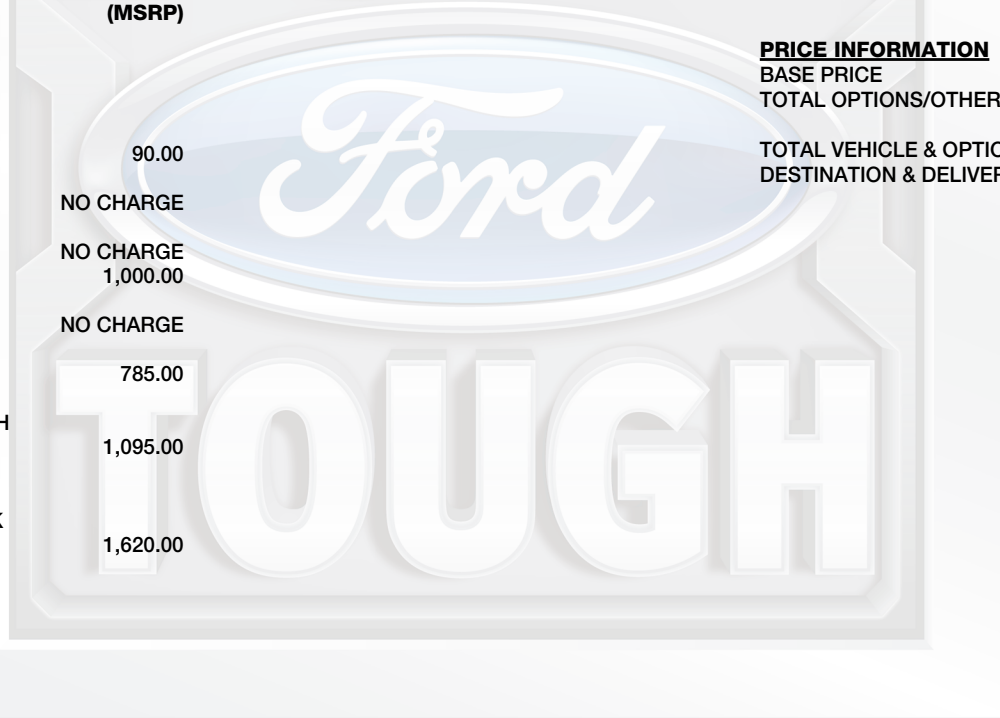 (MSRP)
90.00
NO CHARGE
NO CHARGE
1,000.00
NO CHARGE
785.00
H
1,095.00
K
1,620.00
PRICE INFORMATION
BASE PRICE
TOTAL OPTIONS/OTHER
TOTAL VEHICLE & OPTIO
DESTINATION & DELIVER
Ford
TOUGH